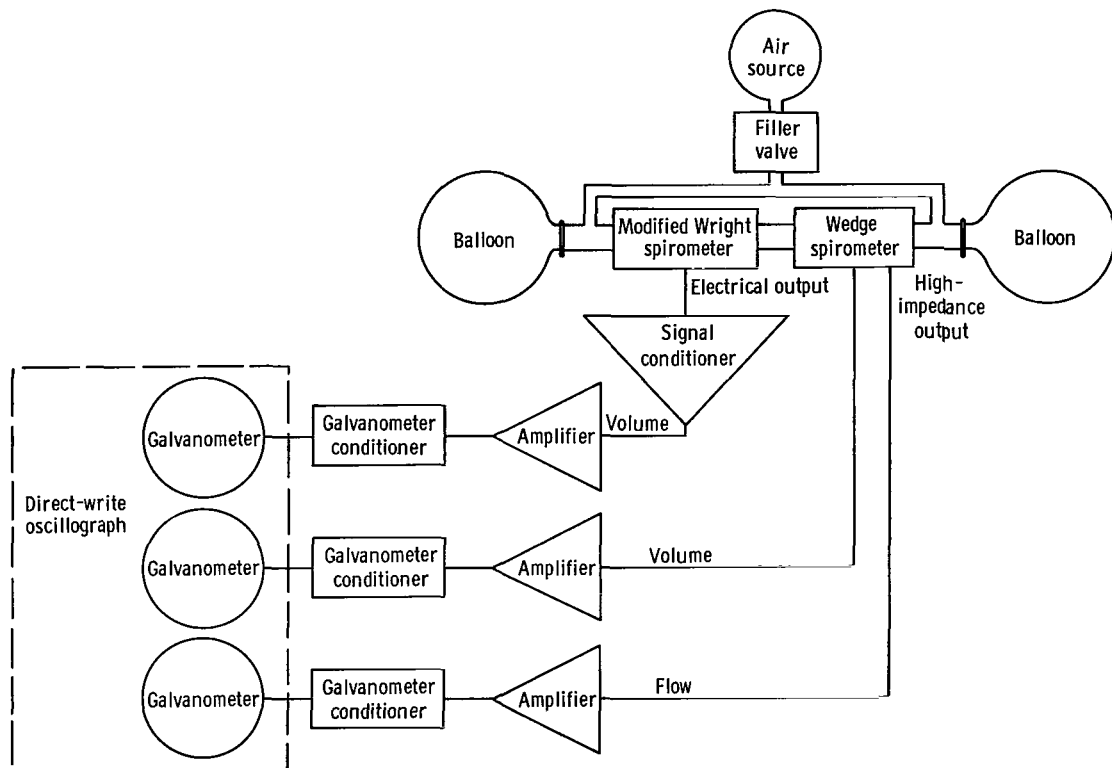 Air
source
Filler
valve
Balloon
Modified Wright
spirometer
Wedge
spirometer
Balloon
Electrical output
High-
impedance
output
Signal
conditioner
Galvanometer
Galvanometer
conditioner
Amplifier
Volume
Direct-write
oscillograph
Galvanometer
Galvanometer
conditioner
Amplifier
Volume
Galvanometer
Galvanometer
conditioner
Amplifier
Flow